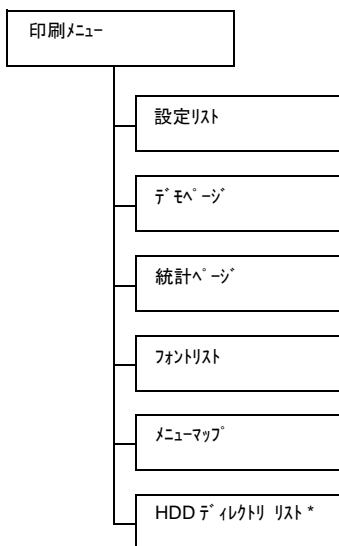 印刷ﾒﾆｭｰ
設定ﾘｽﾄ
ﾃﾞﾓﾍﾟｰｼﾞ
統計ﾍﾟｰｼﾞ
ﾌｫﾝﾄﾘｽﾄ
ﾒﾆｭｰﾏｯﾌﾟ
HDD ﾃﾞｨﾚｸﾄﾘ ﾘｽﾄ *